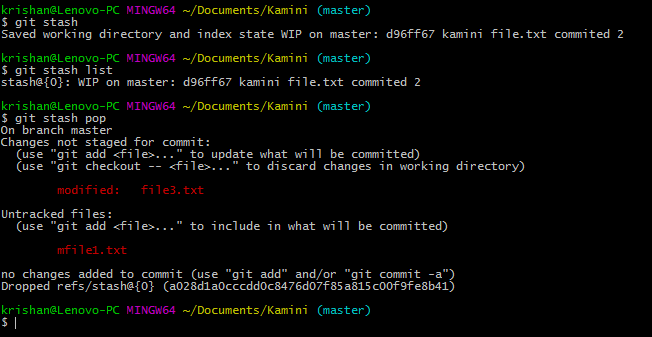 krishan@Lenovo-PC MINGW64 ~/Documents/Kamini (master)
$ git stash
Saved working directory and index state WIP on master: d96ff67 kamini file.txt commited 2
krishan@Lenovo-PC MINGW64 ~/Documents/Kamini (master)
$ git stash list
stash@{0}: WIP on master: d96ff67 kamini file.txt commited 2
krishan@Lenovo-PC MINGW64 ~/Documents/Kamini (master)
$ git stash pop
On branch master
Changes not staged for commit:
  (use "git add <file>..." to update what will be committed)
  (use "git checkout -- <file>..." to discard changes in working directory)
        modified:   file3.txt
Untracked files:
  (use "git add <file>..." to include in what will be committed)
        mfile1.txt
no changes added to commit (use "git add" and/or "git commit -a")
Dropped refs/stash@{0} (a028d1a0cccdd0c8476d07f85a815c00f9fe8b41)
krishan@Lenovo-PC MINGW64 ~/Documents/Kamini (master)
$